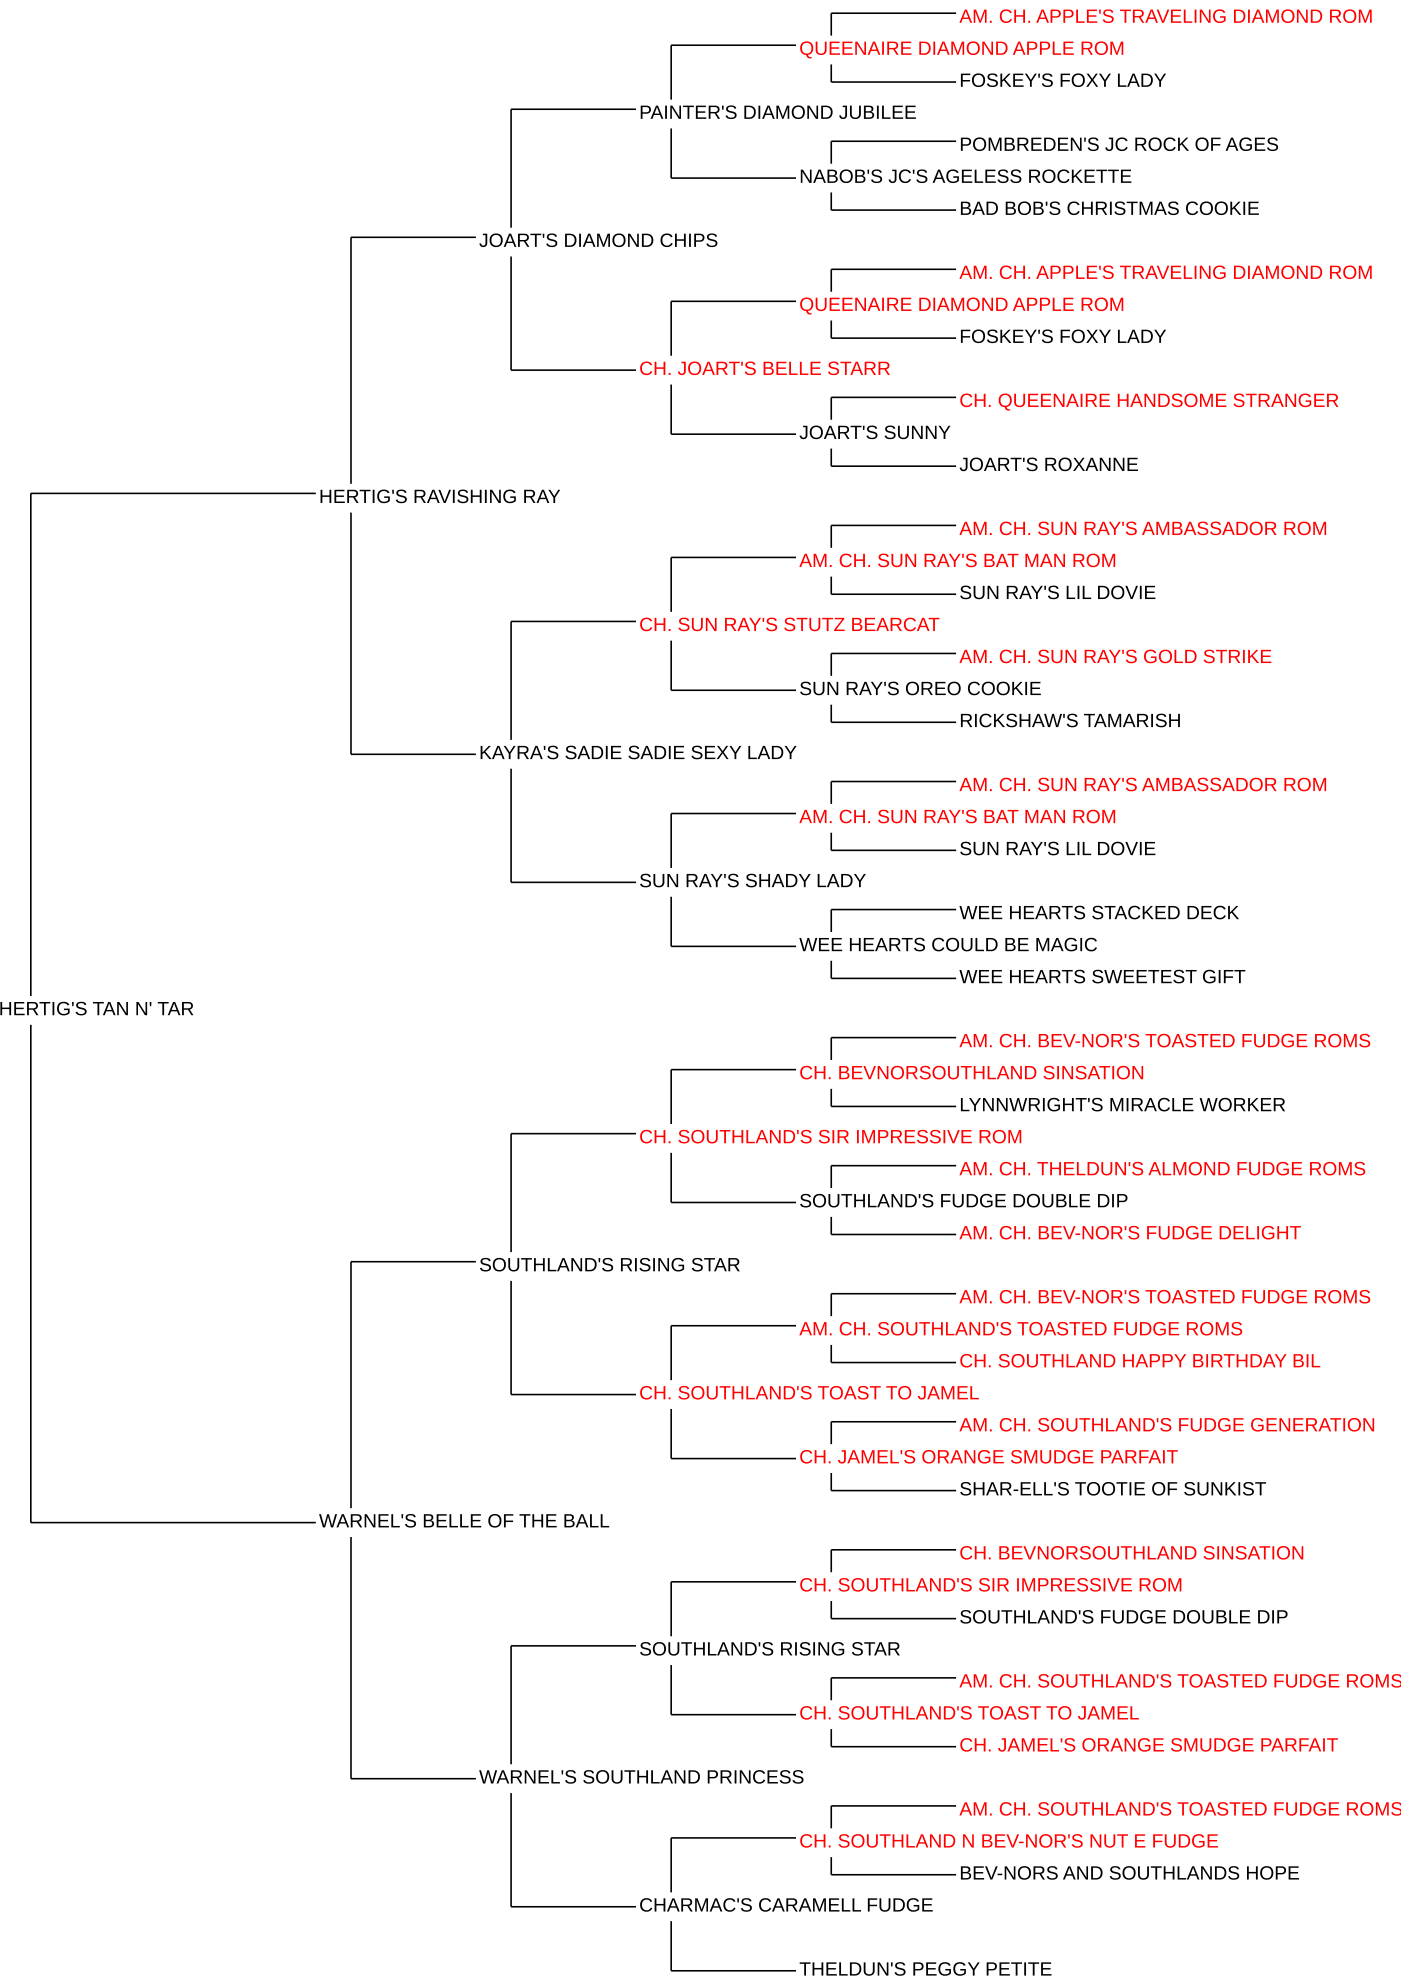 AM. CH. APPLE'S TRAVELING DIAMOND ROM
QUEENAIRE DIAMOND APPLE ROM
FOSKEY'S FOXY LADY
PAINTER'S DIAMOND JUBILEE
POMBREDEN'S JC ROCK OF AGES
NABOB'S JC'S AGELESS ROCKETTE
BAD BOB'S CHRISTMAS COOKIE
JOART'S DIAMOND CHIPS
AM. CH. APPLE'S TRAVELING DIAMOND ROM
QUEENAIRE DIAMOND APPLE ROM
FOSKEY'S FOXY LADY
CH. JOART'S BELLE STARR
CH. QUEENAIRE HANDSOME STRANGER
JOART'S SUNNY
JOART'S ROXANNE
HERTIG'S RAVISHING RAY
AM. CH. SUN RAY'S AMBASSADOR ROM
AM. CH. SUN RAY'S BAT MAN ROM
SUN RAY'S LIL DOVIE
CH. SUN RAY'S STUTZ BEARCAT
AM. CH. SUN RAY'S GOLD STRIKE
SUN RAY'S OREO COOKIE
RICKSHAW'S TAMARISH
KAYRA'S SADIE SADIE SEXY LADY
AM. CH. SUN RAY'S AMBASSADOR ROM
AM. CH. SUN RAY'S BAT MAN ROM
SUN RAY'S LIL DOVIE
SUN RAY'S SHADY LADY
WEE HEARTS STACKED DECK
WEE HEARTS COULD BE MAGIC
WEE HEARTS SWEETEST GIFT
HERTIG'S TAN N' TAR
AM. CH. BEV-NOR'S TOASTED FUDGE ROMS
CH. BEVNORSOUTHLAND SINSATION
LYNNWRIGHT'S MIRACLE WORKER
CH. SOUTHLAND'S SIR IMPRESSIVE ROM
AM. CH. THELDUN'S ALMOND FUDGE ROMS
SOUTHLAND'S FUDGE DOUBLE DIP
AM. CH. BEV-NOR'S FUDGE DELIGHT
SOUTHLAND'S RISING STAR
AM. CH. BEV-NOR'S TOASTED FUDGE ROMS
AM. CH. SOUTHLAND'S TOASTED FUDGE ROMS
CH. SOUTHLAND HAPPY BIRTHDAY BIL
CH. SOUTHLAND'S TOAST TO JAMEL
AM. CH. SOUTHLAND'S FUDGE GENERATION
CH. JAMEL'S ORANGE SMUDGE PARFAIT
SHAR-ELL'S TOOTIE OF SUNKIST
WARNEL'S BELLE OF THE BALL
CH. BEVNORSOUTHLAND SINSATION
CH. SOUTHLAND'S SIR IMPRESSIVE ROM
SOUTHLAND'S FUDGE DOUBLE DIP
SOUTHLAND'S RISING STAR
AM. CH. SOUTHLAND'S TOASTED FUDGE ROMS
CH. SOUTHLAND'S TOAST TO JAMEL
CH. JAMEL'S ORANGE SMUDGE PARFAIT
WARNEL'S SOUTHLAND PRINCESS
AM. CH. SOUTHLAND'S TOASTED FUDGE ROMS
CH. SOUTHLAND N BEV-NOR'S NUT E FUDGE
BEV-NORS AND SOUTHLANDS HOPE
CHARMAC'S CARAMELL FUDGE
THELDUN'S PEGGY PETITE